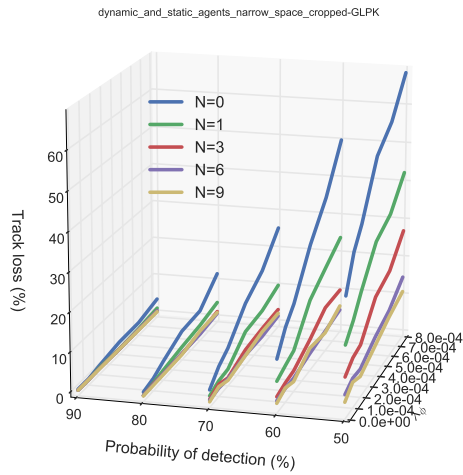 dynamic_and_static_agents_narrow_space_cropped-GLPK
N=0
N=1
N=3
N=6
N=9
60
50
40
30
20
10
0
Track loss (%)
90
80
70
60
50
Probability of detection (%)
8.0e-04
7.0e-04
6.0e-04
5.0e-04
4.0e-04
3.0e-04
2.0e-04
1.0e-04
0.0e+00